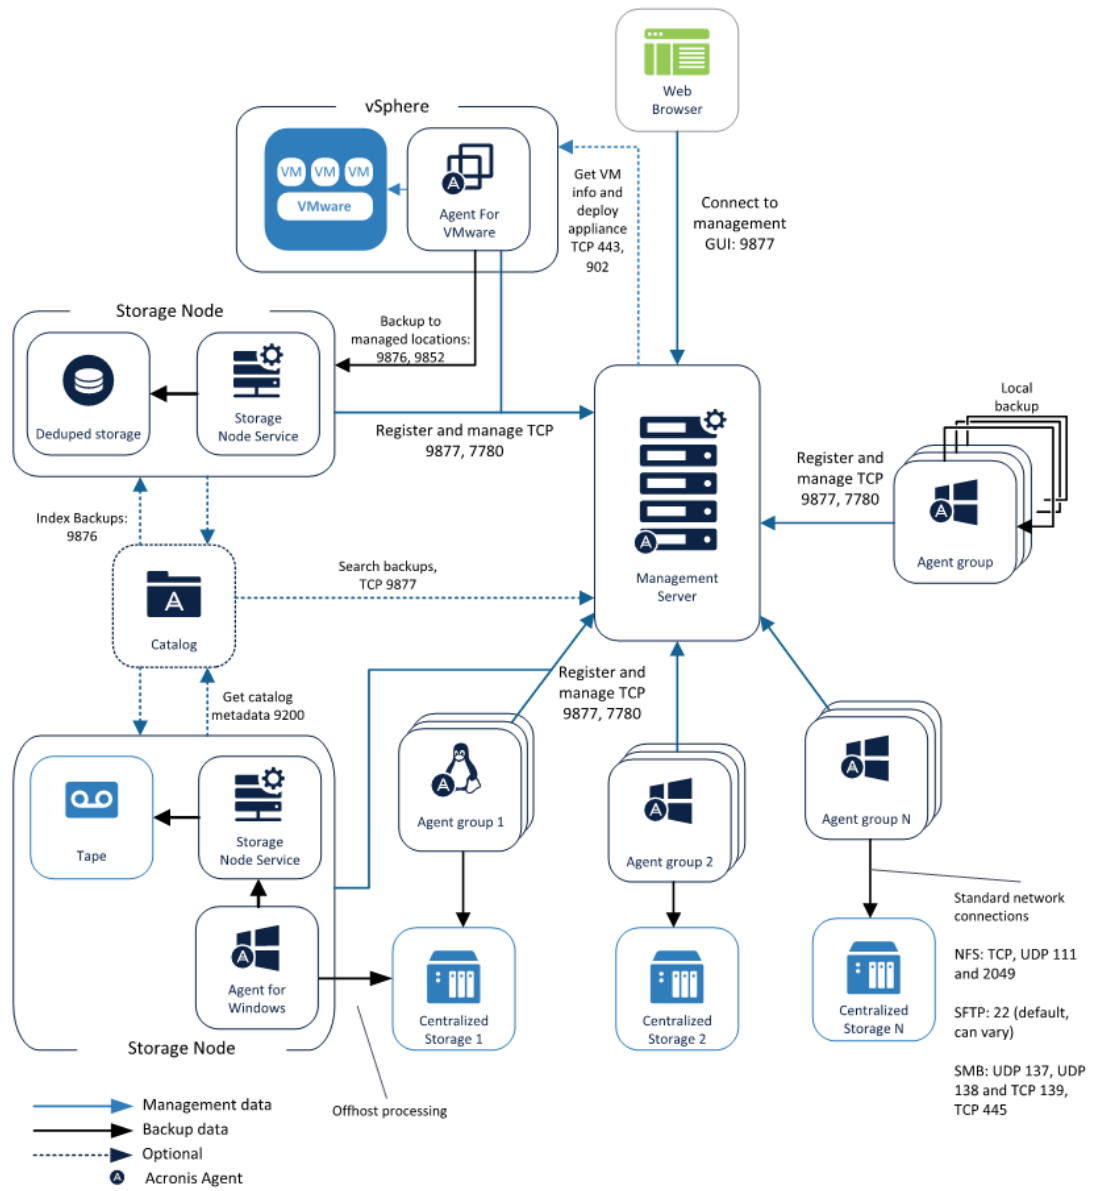 Web
Browser
vSphere
VM VM VM
VMware
Agent For
VMware
Get VM
info and
deploy
appliance
TCP 443,
902
Connect to
management
GUI: 9877
Storage Node
Deduped storage
Storage
Node Service
Backup to
managed locations:
9876, 9852
Register and manage TCP
9877, 7780
Management
Server
Local
backup
Register and
manage TCP
9877, 7780
Agent group
Index Backups:
9876
Catalog
Search backups,
TCP 9877
Get catalog
metadata 9200
Register and
manage TCP
9877, 7780
Tape
Storage
Node Service
Agent for
Windows
Storage Node
Agent group 1
Agent group 2
Agent group N
Centralized
Storage 1
Centralized
Storage 2
Centralized
Storage N
Standard network
connections
NFS: TCP, UDP 111
and 2049
SFTP: 22 (default,
can vary)
SMB: UDP 137, UDP
138 and TCP 139,
TCP 445
Offhost processing
Management data
Backup data
Optional
Acronis Agent